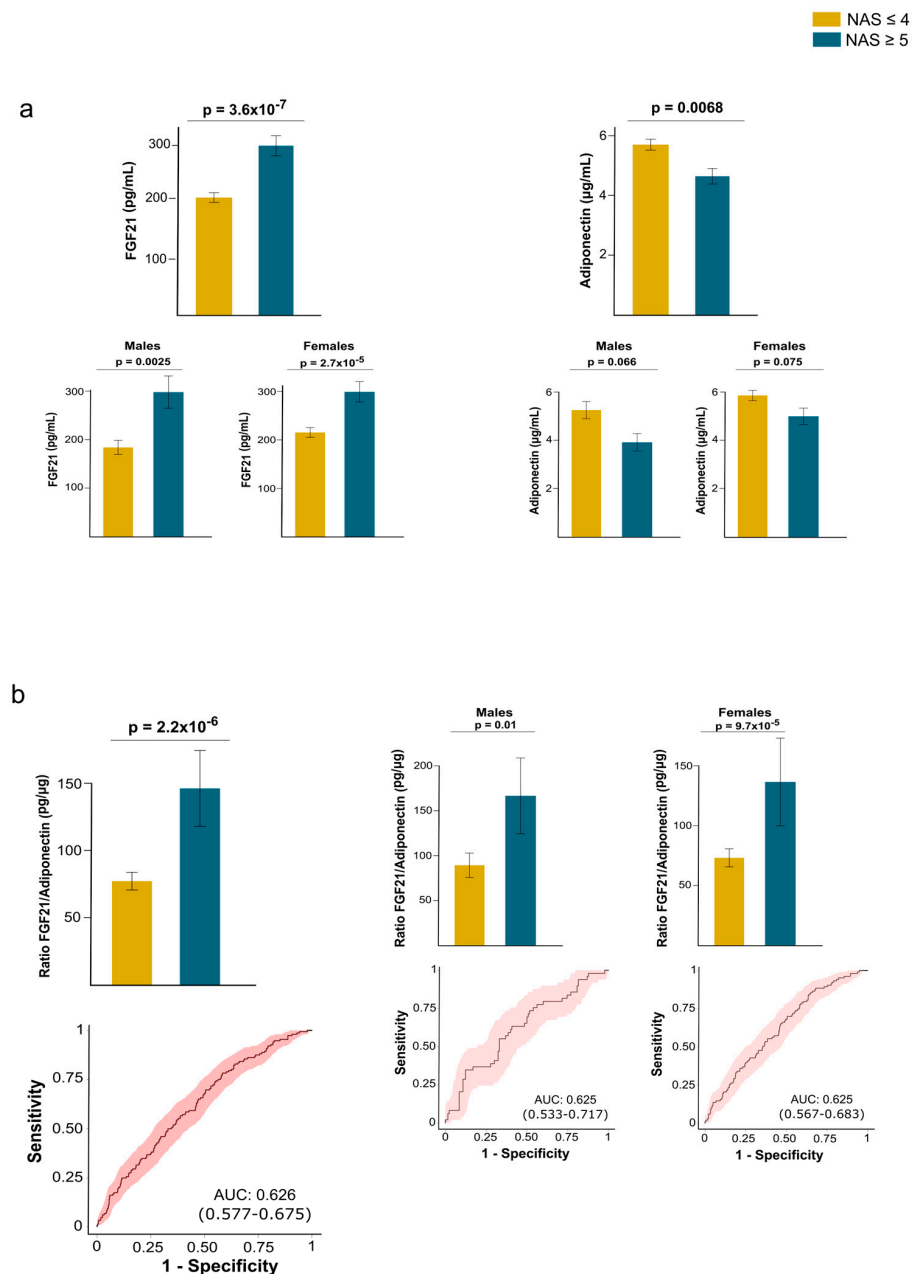 NAS ≤ 4
NAS ≥ 5
a
p = 3.6x10-7
FGF21 (pg/mL)
300
200
100
p = 0.0068
Adiponectin (µg/mL)
6
4
2
Males
p = 0.0025
FGF21 (pg/mL)
300
200
100
Females
p = 2.7x10-5
FGF21 (pg/mL)
300
200
100
Males
p = 0.066
Adiponectin (µg/mL)
6
4
2
Females
p = 0.075
Adiponectin (µg/mL)
6
4
2
b
p = 2.2x10-6
Ratio FGF21/Adiponectin (pg/µg)
150
100
50
Males
p = 0.01
Ratio FGF21/Adiponectin (pg/µg)
200
150
100
50
Females
p = 9.7x10-5
Ratio FGF21/Adiponectin (pg/µg)
150
100
50
Sensitivity
1
0.75
0.50
0.25
0
AUC: 0.626
(0.577-0.675)
0 0.25 0.50 0.75 1
1 - Specificity
Sensitivity
1
0.75
0.50
0.25
0
AUC: 0.625
(0.533-0.717)
0 0.25 0.50 0.75 1
1 - Specificity
Sensitivity
1
0.75
0.50
0.25
0
AUC: 0.625
(0.567-0.683)
0 0.25 0.50 0.75 1
1 - Specificity